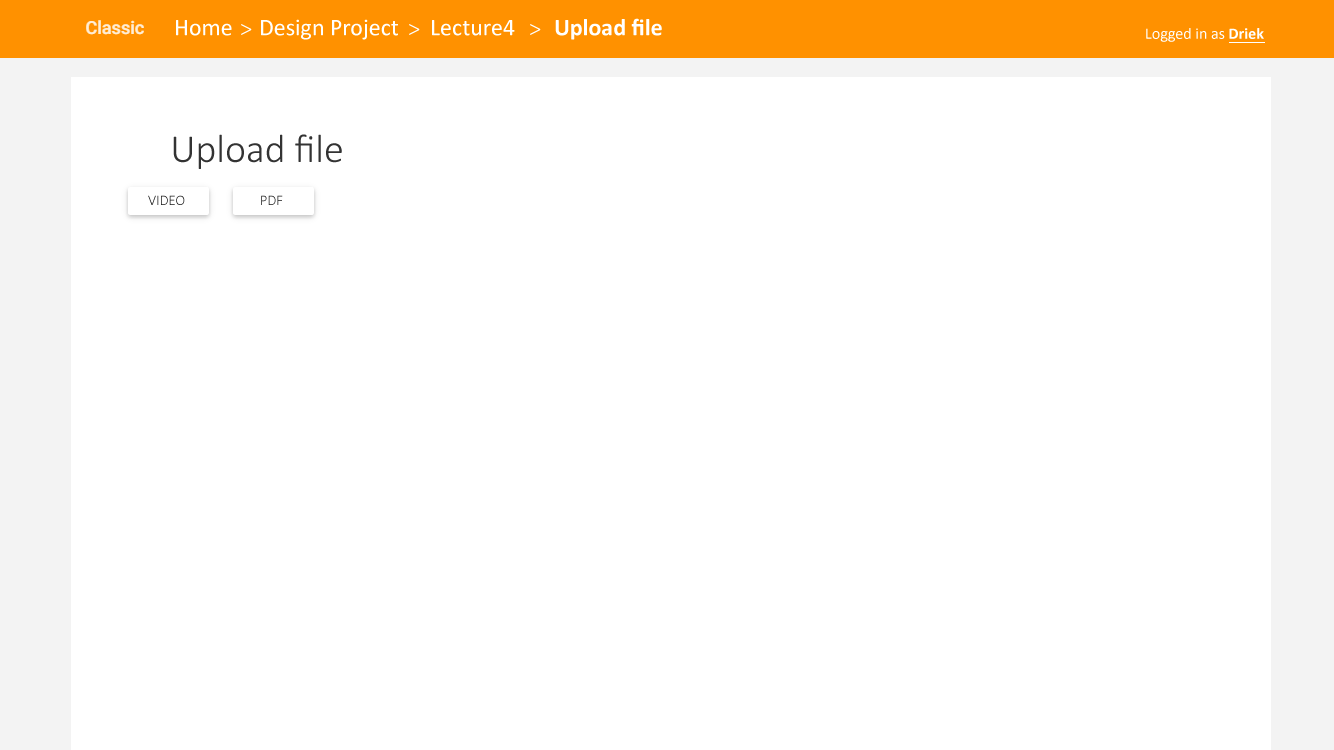 Classic Home > Design Project > Lecture4 > Upload file
Logged in as Driek
Upload file
VIDEO PDF